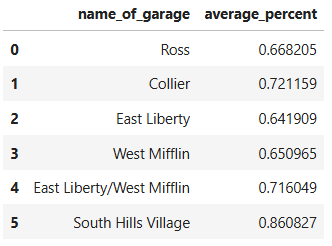 name_of_garage average_percent
0 Ross 0.668205
1 Collier 0.721159
2 East Liberty 0.641909
3 West Mifflin 0.650965
4 East Liberty/West Mifflin 0.716049
5 South Hills Village 0.860827